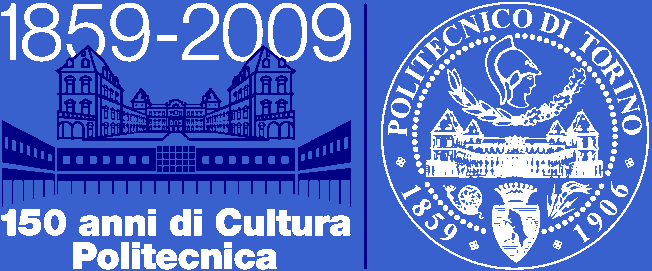 1859-2009
150 anni di Cultura
Politecnica
POLITECNICO DI TORINO
1859 1906